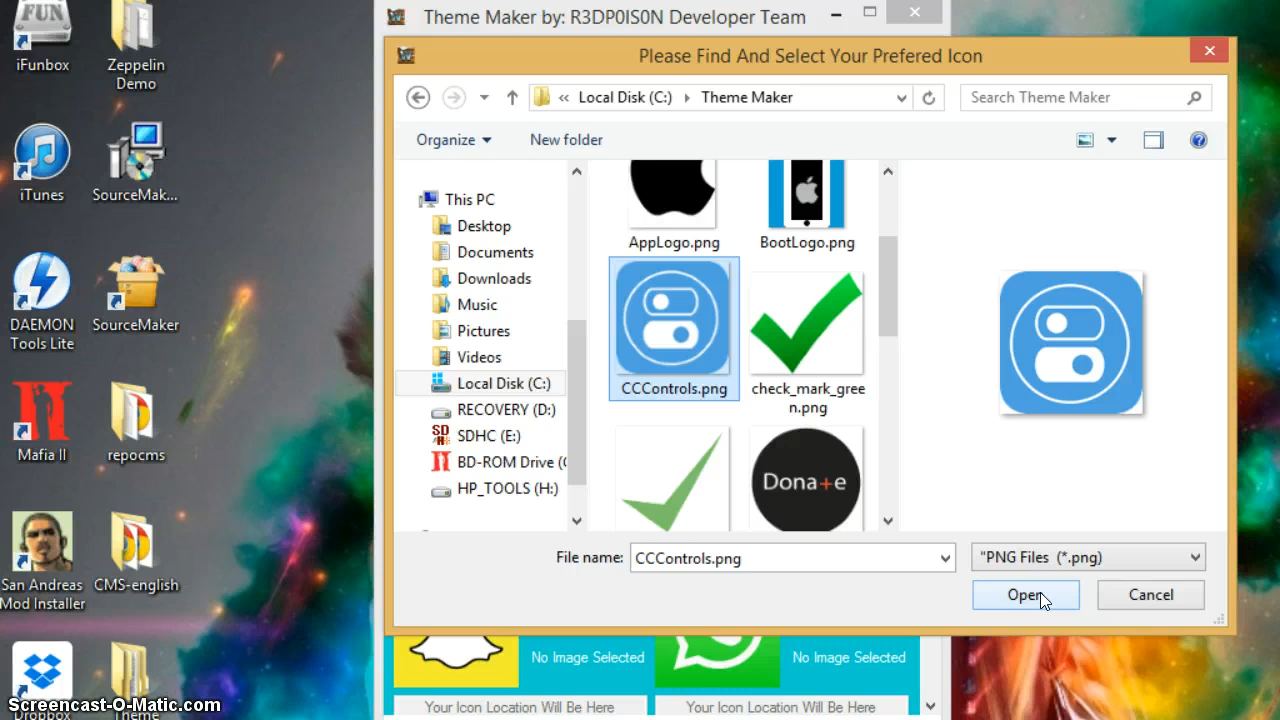 FUN
iFunbox
Zeppelin
Demo
iTunes
SourceMak...
DAEMON
Tools Lite
SourceMaker
Mafia II
repocms
San Andreas
Mod Installer
CMS-english
Dropbox
Theme
Screencast-O-Matic.com
Theme Maker by: R3DP0IS0N Developer Team
Please Find And Select Your Prefered Icon
« Local Disk (C:) Theme Maker
Search Theme Maker
Organize
New folder
This PC
Desktop
Documents
Downloads
Music
Pictures
Videos
Local Disk (C:)
RECOVERY (D:)
SDHC (E:)
BD-ROM Drive (
HP_TOOLS (H:)
AppLogo.png
BootLogo.png
CCControls.png
check_mark_gree
n.png
Dona+e
File name:
CCControls.png
"PNG Files (*.png)
Open
Cancel
No Image Selected
No Image Selected
Your Icon Location Will Be Here
Your Icon Location Will Be Here